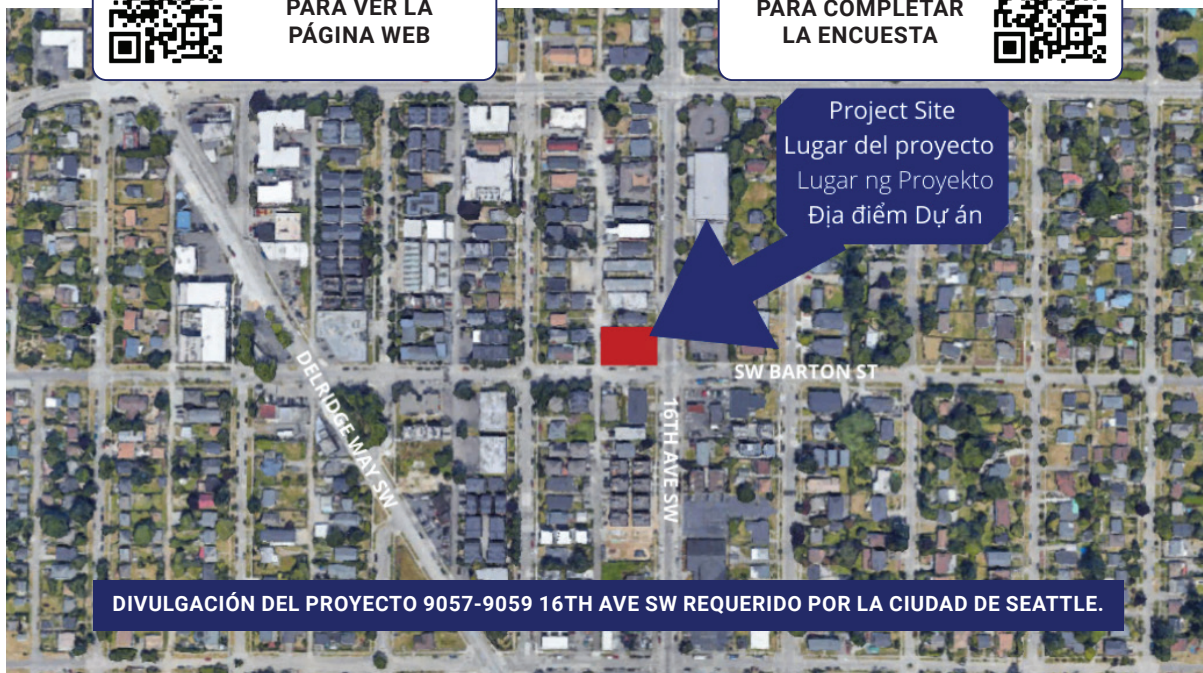 PARA VER LA
PÁGINA WEB
PARA COMPLETAR
LA ENCUESTA
Project Site
Lugar del proyecto
Lugar ng Proyekto
Địa điểm Dự án
DELRIDGE WAY SW
SW BARTON ST
16TH AVE SW
DIVULGACIÓN DEL PROYECTO 9057-9059 16TH AVE SW REQUERIDO POR LA CIUDAD DE SEATTLE.